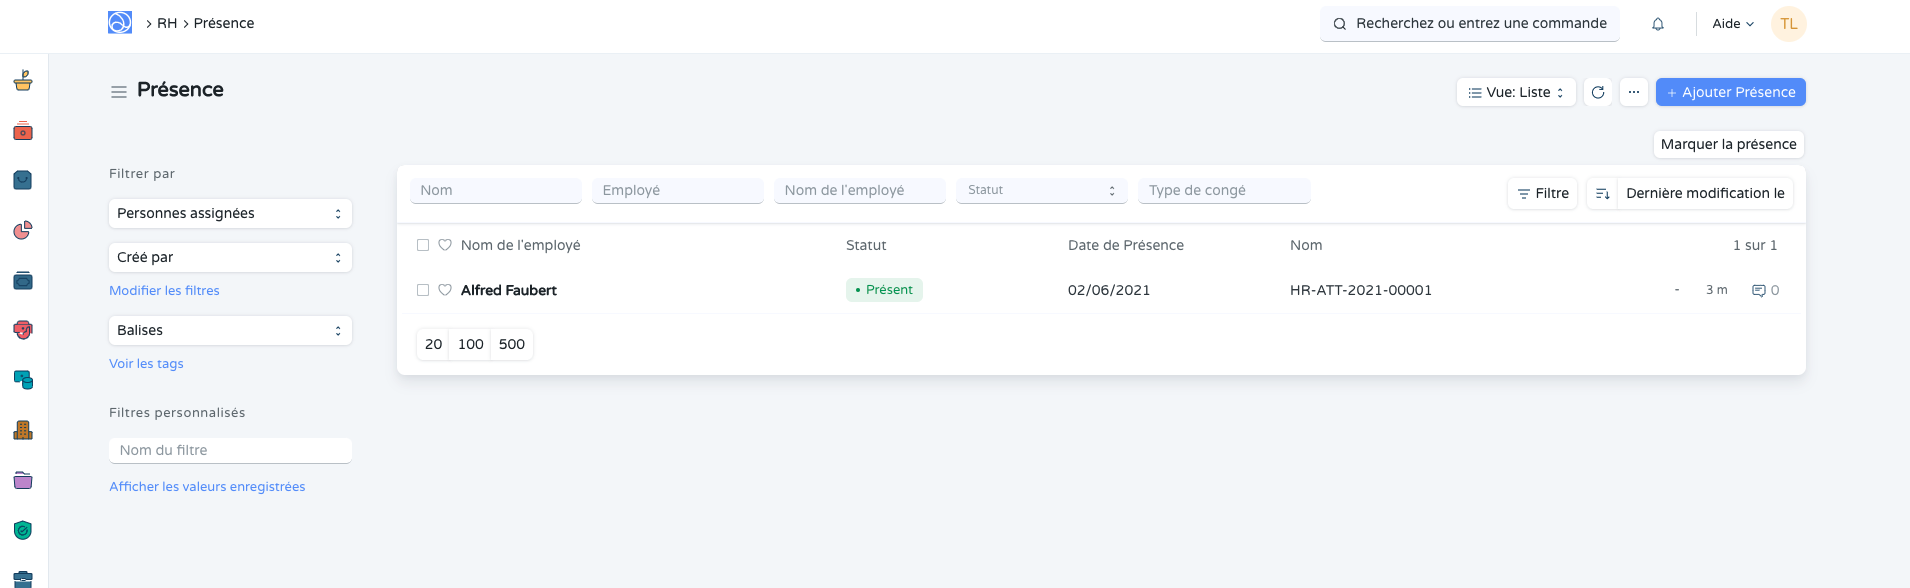 RH > Présence
Recherchez ou entrez une commande
Aide
TL
Présence
Vue: Liste
...
+ Ajouter Présence
Marquer la présence
Filtrer par
Personnes assignées
Créé par
Modifier les filtres
Balises
Voir les tags
Filtres personnalisés
Nom du filtre
Afficher les valeurs enregistrées
Nom
Employé
Nom de l'employé
Statut
Type de congé
Filtre
Dernière modification le
Nom de l'employé Statut Date de Présence Nom 1 sur 1
Alfred Faubert • Présent 02/06/2021 HR-ATT-2021-00001 - 3 m 0
20 100 500